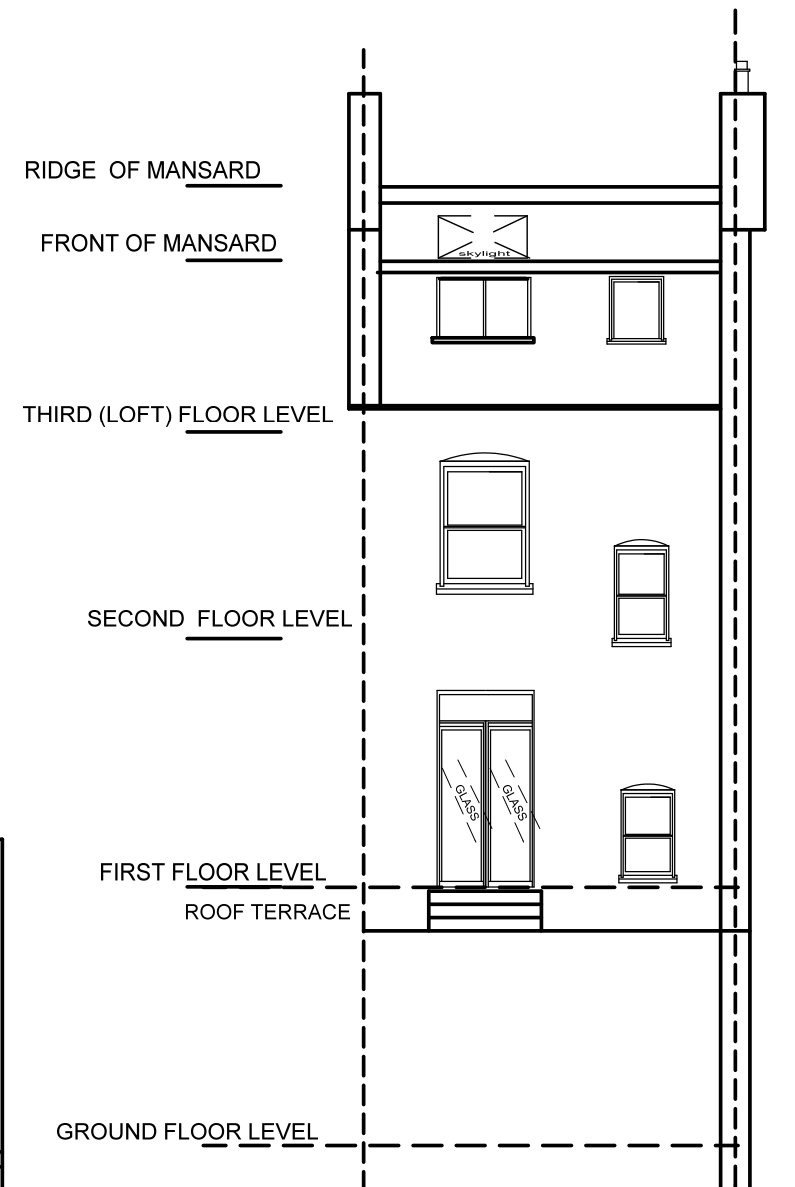 RIDGE OF MANSARD
FRONT OF MANSARD
skylight
THIRD (LOFT) FLOOR LEVEL
SECOND FLOOR LEVEL
GLASS
GLASS
FIRST FLOOR LEVEL
ROOF TERRACE
GROUND FLOOR LEVEL